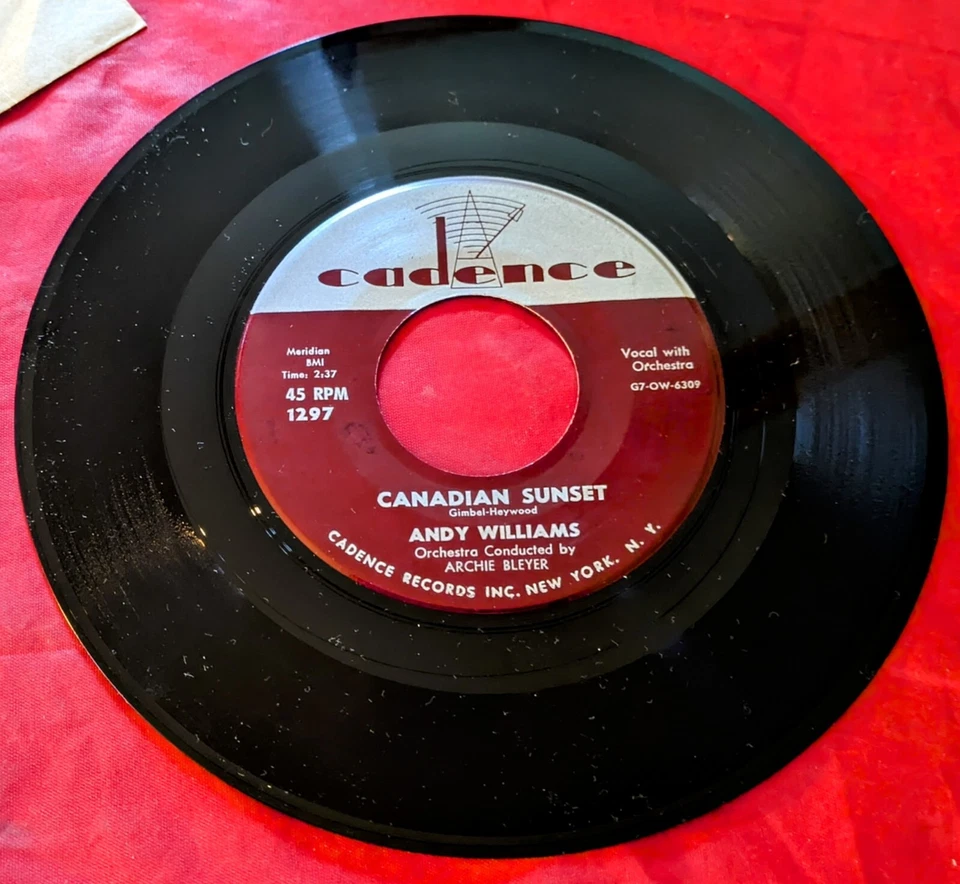 cadence
Meridian
BMI
Time: 2:37
45 RPM
1297
Vocal with
Orchestra
G7-OW-6309
CANADIAN SUNSET
Gimbel-Heywood
ANDY WILLIAMS
Orchestra Conducted by
ARCHIE BLEYER
CADENCE RECORDS INC. NEW YORK. N. Y.